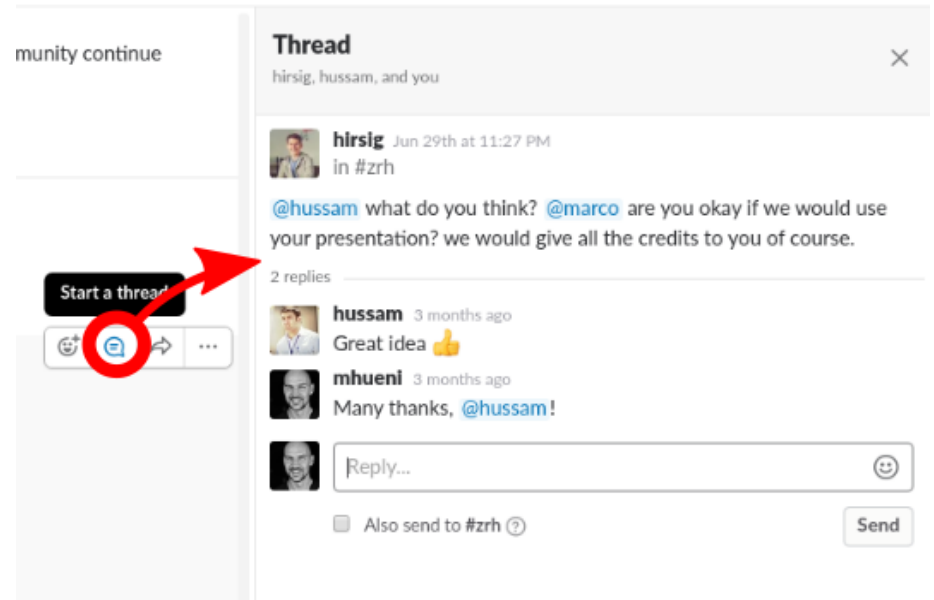 munity continue
Thread
hirsig, hussam, and you
hirsig Jun 29th at 11:27 PM
in #zrh
@hussam what do you think? @marco are you okay if we would use
your presentation? we would give all the credits to you of course.
2 replies
Start a thread
hussam 3 months ago
Great idea 👍
mhueni 3 months ago
Many thanks, @hussam!
Reply...
Also send to #zrh ?
Send